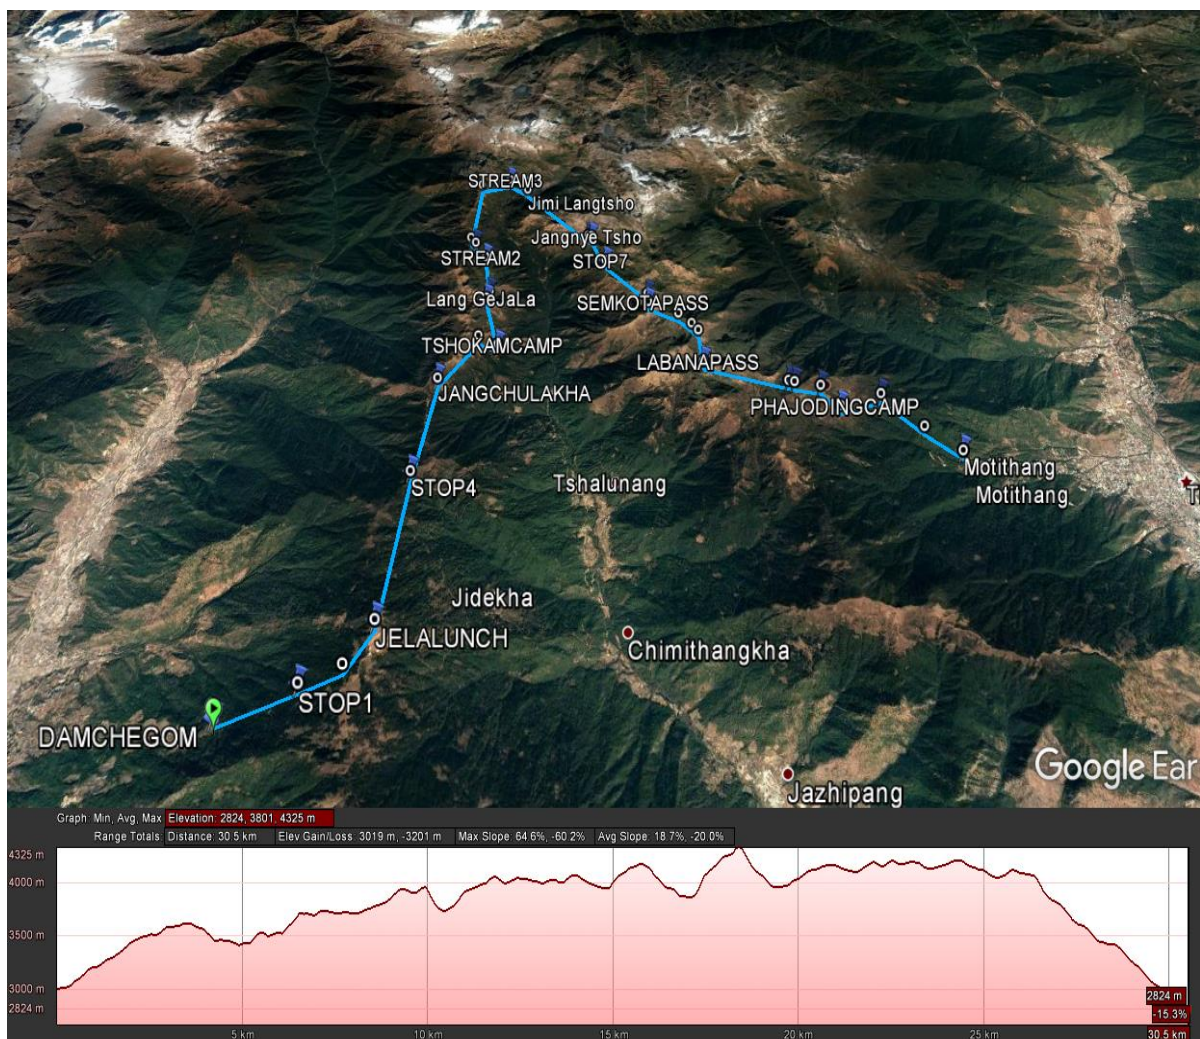 STREAM3
Jimi Langtsho
Jangnye Tsho
STREAM2
STOP7
Lang GeJaLa
SEMKOTAPASS
TSHOKAMCAMP
LABANAPASS
JANGCHULAKHA
PHAJODINGCAMP
Motithang
STOP4
Tshalunang
Motithang
T
Jidekha
JELALUNCH
Chimithangkha
STOP1
DAMCHEGOM
Google Ear
Jazhipang
Graph: Min, Avg, Max Elevation: 2824, 3801, 4325 m
Range Totals: Distance: 30.5 km Elev Gain/Loss: 3019 m, -3201 m Max Slope: 64.6%, -60.2% Avg Slope: 18.7%, -20.0%
4325 m
4000 m
3500 m
3000 m
2824 m
2824 m
-15.3%
5 km 10 km 15 km 20 km 25 km 30.5 km